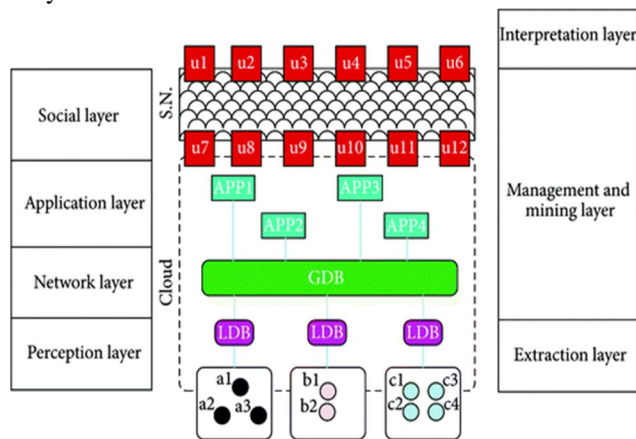 Interpretation layer
u1 u2 u3 u4 u5 u6
S.N.
Social layer
u7 u8 u9 u10 u11 u12
APP1 APP3
Application layer
Management and
mining layer
APP2 APP4
Cloud
GDB
Network layer
LDB LDB LDB
Perception layer
Extraction layer
a1 b1 c1 c3
a2 a3 b2 c2 c4